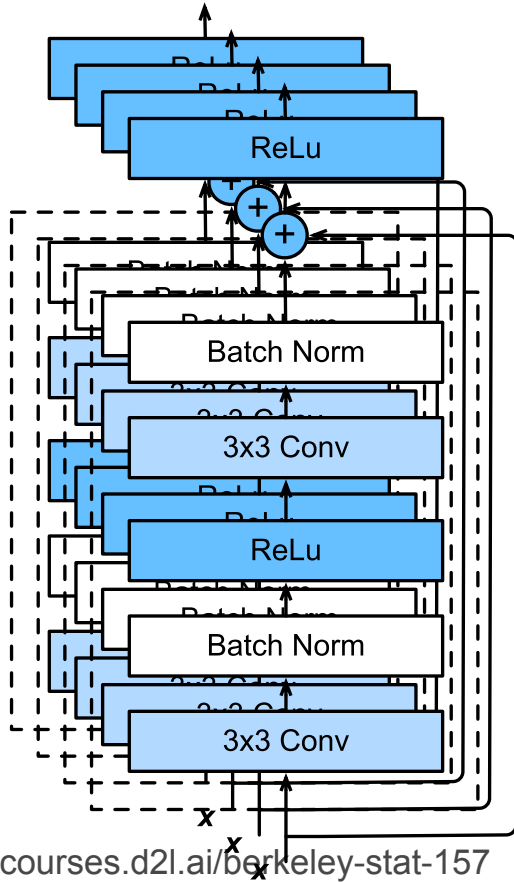 ReLu
+
+
+
Batch Norm
3x3 Conv
ReLu
Batch Norm
3x3 Conv
x
x
x
courses.d2l.ai/berkeley-stat-157